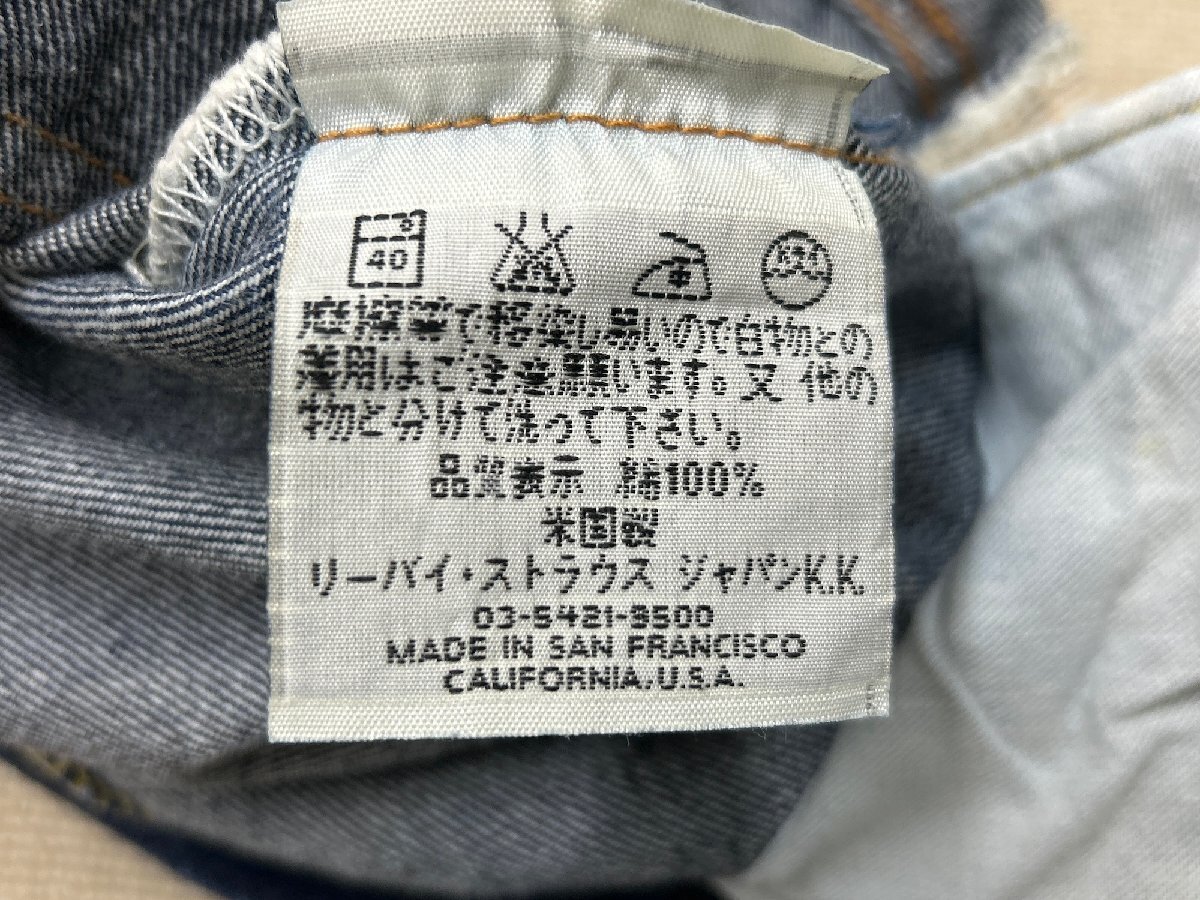 40
摩擦等で移染し易いので白物との
着用はご注意願います。又 他の
物と分けて洗って下さい。
品質表示 綿100%
米国製
リーバイ・ストラウス ジャパンK.K.
03-5421-8500
MADE IN SAN FRANCISCO
CALIFORNIA.U.S.A.